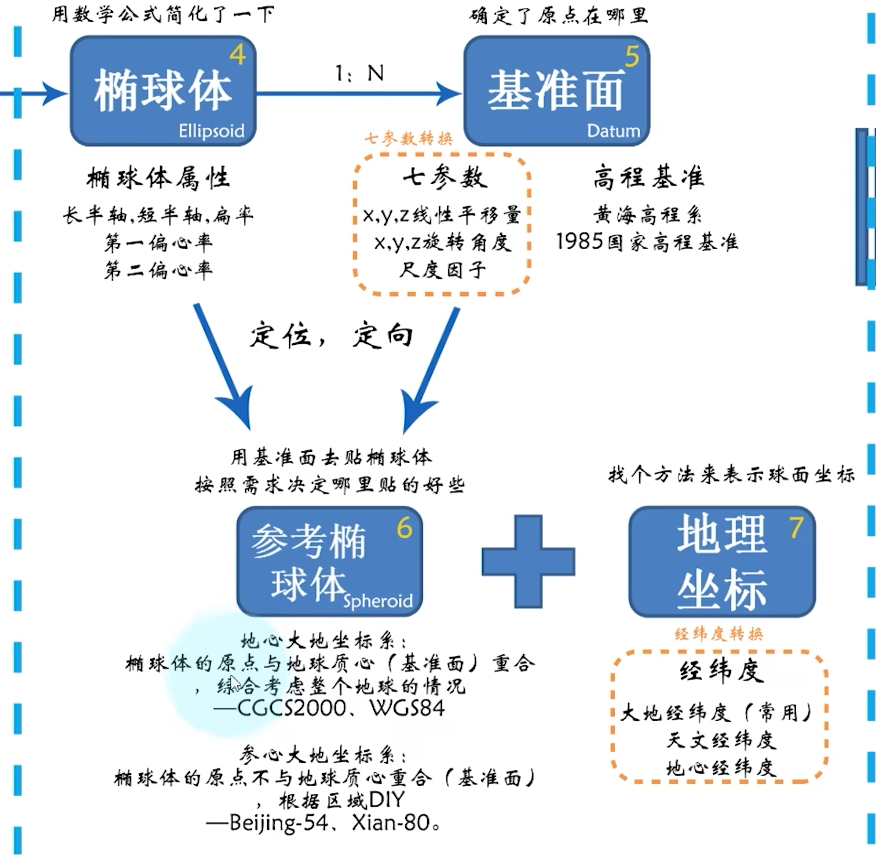 用数学公式简化了一下
确定了原点在哪里
4
椭球体
Ellipsoid
1: N
5
基准面
Datum
椭球体属性
长半轴,短半轴,扁率
第一偏心率
第二偏心率
七参数转换
七参数
x,y,z线性平移量
x,y,z旋转角度
尺度因子
高程基准
黄海高程系
1985国家高程基准
定位，定向
用基准面去贴椭球体
按照需求决定哪里贴的好些
6
参考椭
球体
Spheroid
找个方法来表示球面坐标
7
地理
坐标
地心大地坐标系：
椭球体的原点与地球质心（基准面）重合
，综合考虑整个地球的情况
—CGCS2000、WGS84
参心大地坐标系：
椭球体的原点不与地球质心重合（基准面）
，根据区域DIY
—Beijing-54、Xian-80。
经纬度转换
经纬度
大地经纬度（常用）
天文经纬度
地心经纬度